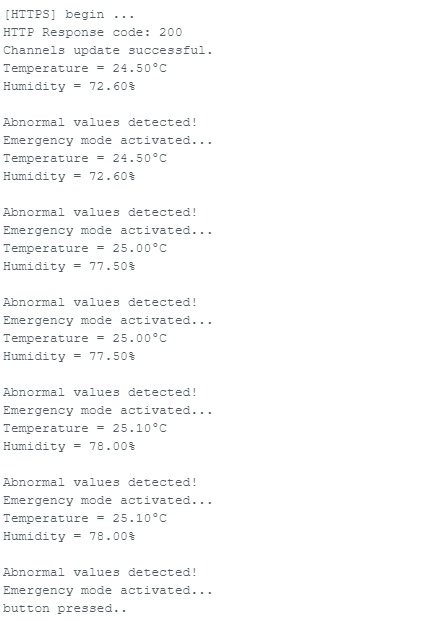 [HTTPS] begin ...
HTTP Response code: 200
Channels update successful.
Temperature = 24.50°C
Humidity = 72.60%
Abnormal values detected!
Emergency mode activated...
Temperature = 24.50°C
Humidity = 72.60%
Abnormal values detected!
Emergency mode activated...
Temperature = 25.00°C
Humidity = 77.50%
Abnormal values detected!
Emergency mode activated...
Temperature = 25.00°C
Humidity = 77.50%
Abnormal values detected!
Emergency mode activated...
Temperature = 25.10°C
Humidity = 78.00%
Abnormal values detected!
Emergency mode activated...
Temperature = 25.10°C
Humidity = 78.00%
Abnormal values detected!
Emergency mode activated...
button pressed..